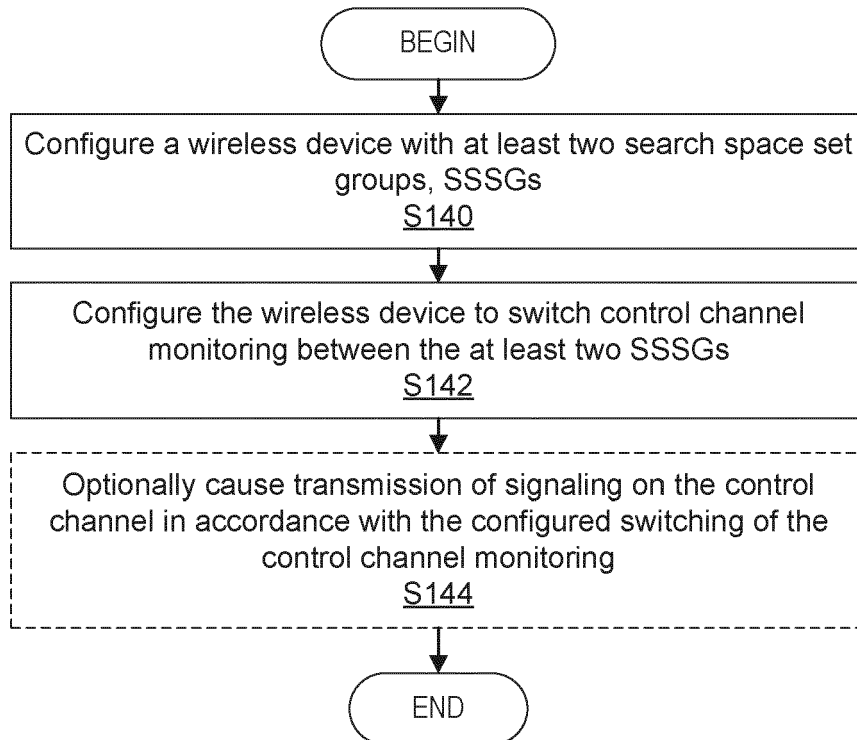 BEGIN
Configure a wireless device with at least two search space set
groups, SSSGs
S140
Configure the wireless device to switch control channel
monitoring between the at least two SSSGs
S142
Optionally cause transmission of signaling on the control
channel in accordance with the configured switching of the
control channel monitoring
S144
END